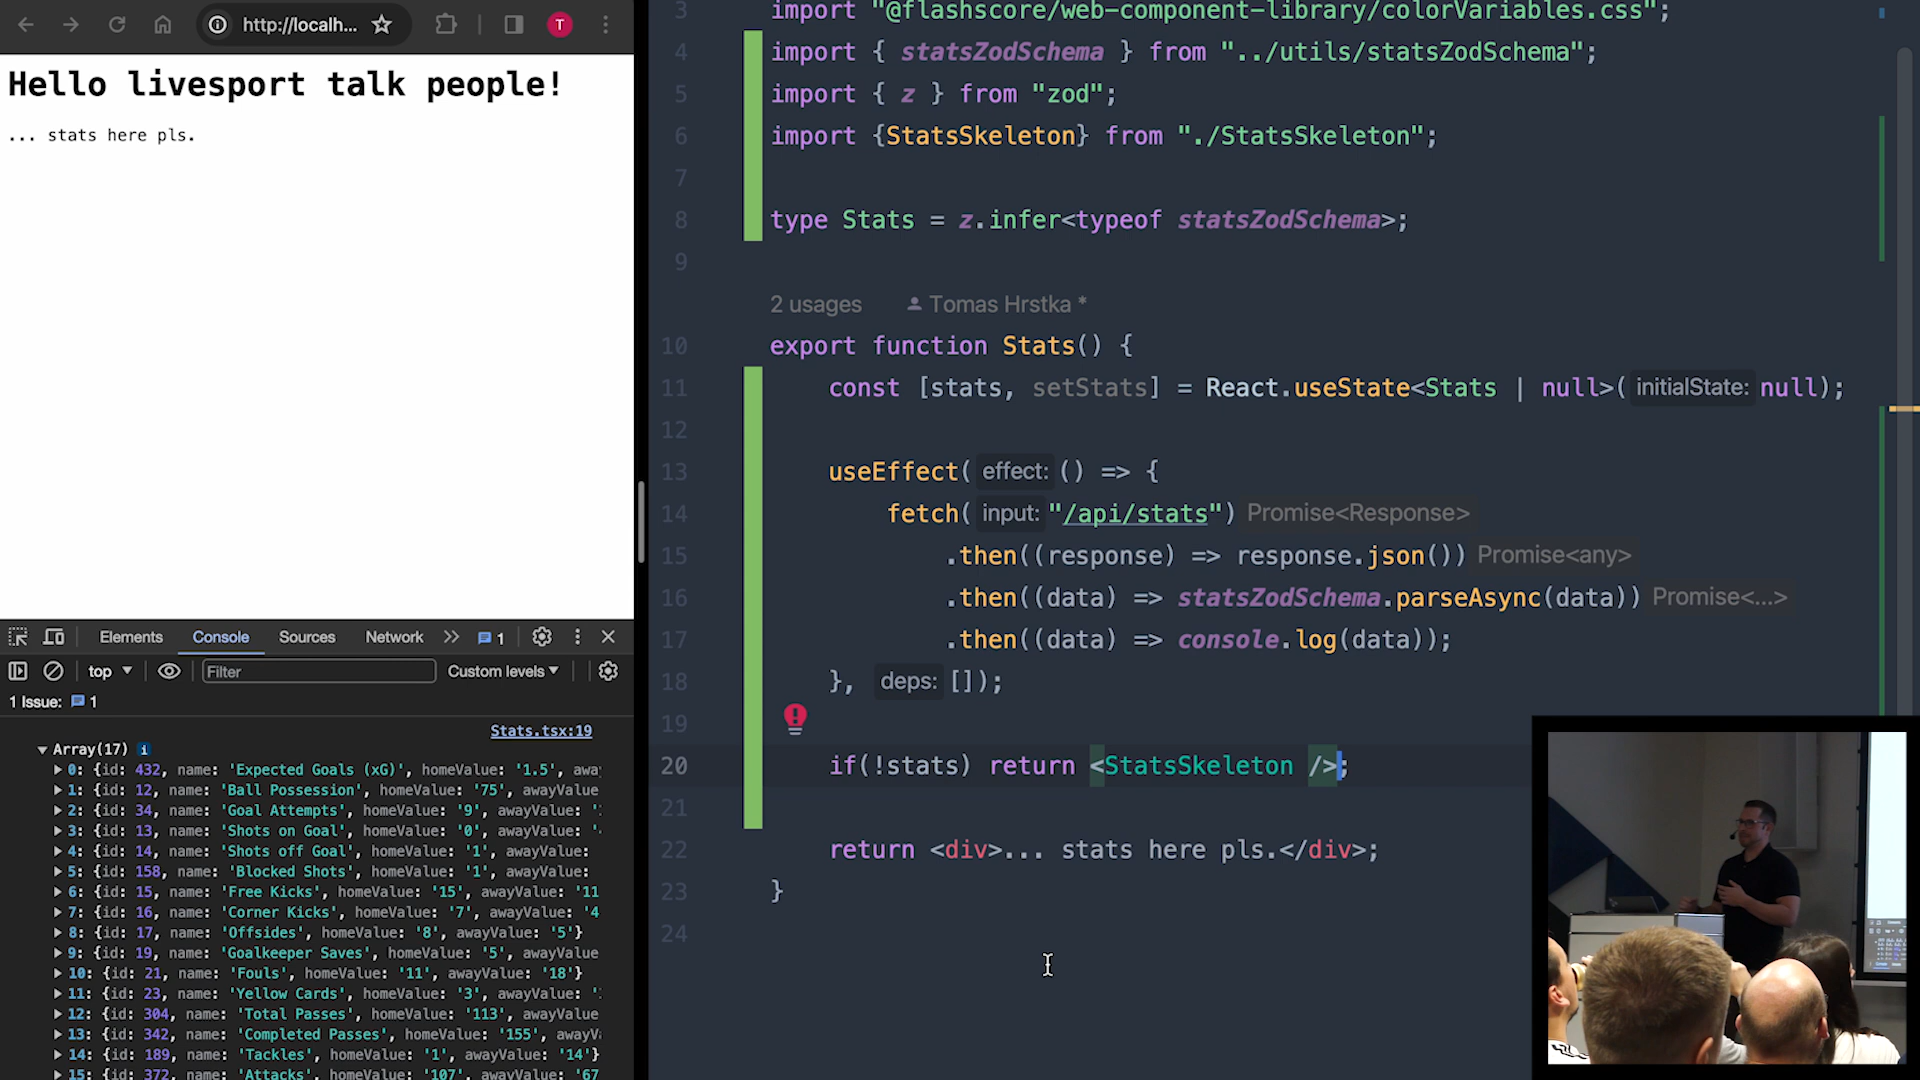 http://localh...
T
Hello livesport talk people!
... stats here pls.
Elements Console Sources Network 1
top Filter Custom levels
1 Issue: 1
Stats.tsx:19
Array(17) i
0: {id: 432, name: 'Expected Goals (xG)', homeValue: '1.5', awa
1: {id: 12, name: 'Ball Possession', homeValue: '75', awayValue
2: {id: 34, name: 'Goal Attempts', homeValue: '9', awayValue:
3: {id: 13, name: 'Shots on Goal', homeValue: '0', awayValue:
4: {id: 14, name: 'Shots off Goal', homeValue: '1', awayValue:
5: {id: 158, name: 'Blocked Shots', homeValue: '1', awayValue:
6: {id: 15, name: 'Free Kicks', homeValue: '15', awayValue: '11
7: {id: 16, name: 'Corner Kicks', homeValue: '7', awayValue: '4
8: {id: 17, name: 'Offsides', homeValue: '8', awayValue: '5'}
9: {id: 19, name: 'Goalkeeper Saves', homeValue: '5', awayValue
10: {id: 21, name: 'Fouls', homeValue: '11', awayValue: '18'}
11: {id: 23, name: 'Yellow Cards', homeValue: '3', awayValue:
12: {id: 304, name: 'Total Passes', homeValue: '113', awayValue
13: {id: 342, name: 'Completed Passes', homeValue: '155', awayV
14: {id: 189, name: 'Tackles', homeValue: '1', awayValue: '14'}
15: {id: 372, name: 'Attacks', homeValue: '107', awayValue: '67
3 import "@flashscore/web-component-library/colorVariables.css";
4 import { statsZodSchema } from "../utils/statsZodSchema";
5 import { z } from "zod";
6 import {StatsSkeleton} from "./StatsSkeleton";
7
8 type Stats = z.infer<typeof statsZodSchema>;
9
2 usages Tomas Hrstka *
10 export function Stats() {
11 const [stats, setStats] = React.useState<Stats | null>( initialState: null);
12
13 useEffect( effect: () => {
14 fetch( input: "/api/stats") Promise<Response>
15 .then((response) => response.json()) Promise<any>
16 .then((data) => statsZodSchema.parseAsync(data)) Promise<...>
17 .then((data) => console.log(data));
18 }, deps: []);
19
20 if(!stats) return <StatsSkeleton />;
21
22 return <div>... stats here pls.</div>;
23 }
24